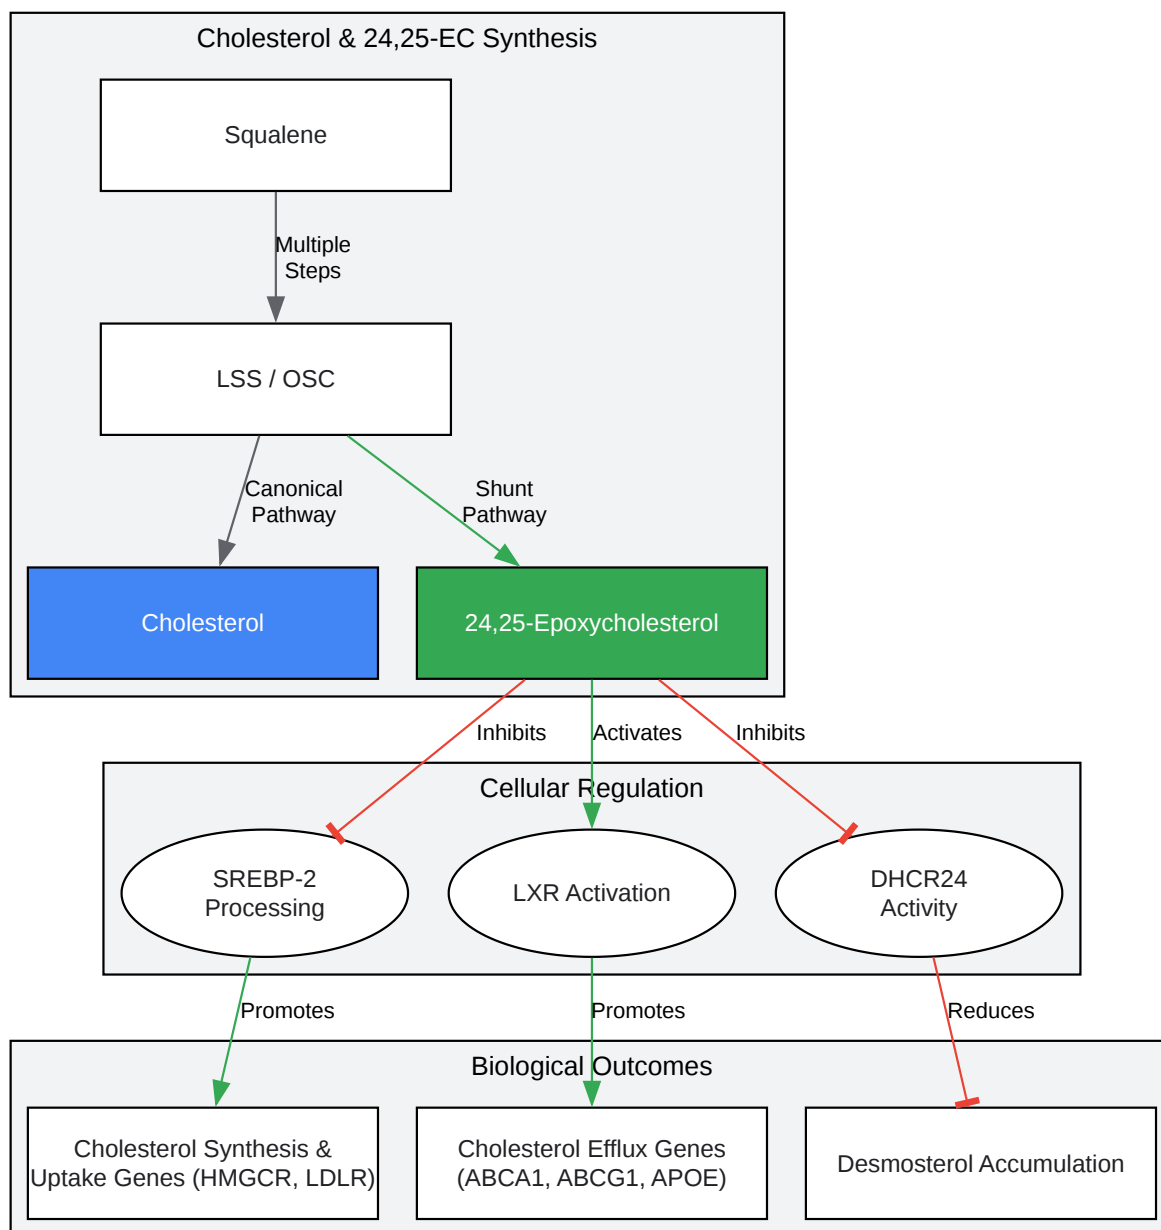 Cholesterol & 24,25-EC Synthesis
Squalene
Multiple
Steps
LSS / OSC
Canonical
Pathway
Shunt
Pathway
Cholesterol
24,25-Epoxycholesterol
Inhibits
Activates
Inhibits
Cellular Regulation
SREBP-2
Processing
LXR Activation
DHCR24
Activity
Promotes
Promotes
Reduces
Biological Outcomes
Cholesterol Synthesis &
Uptake Genes (HMGCR, LDLR)
Cholesterol Efflux Genes
(ABCA1, ABCG1, APOE)
Desmosterol Accumulation